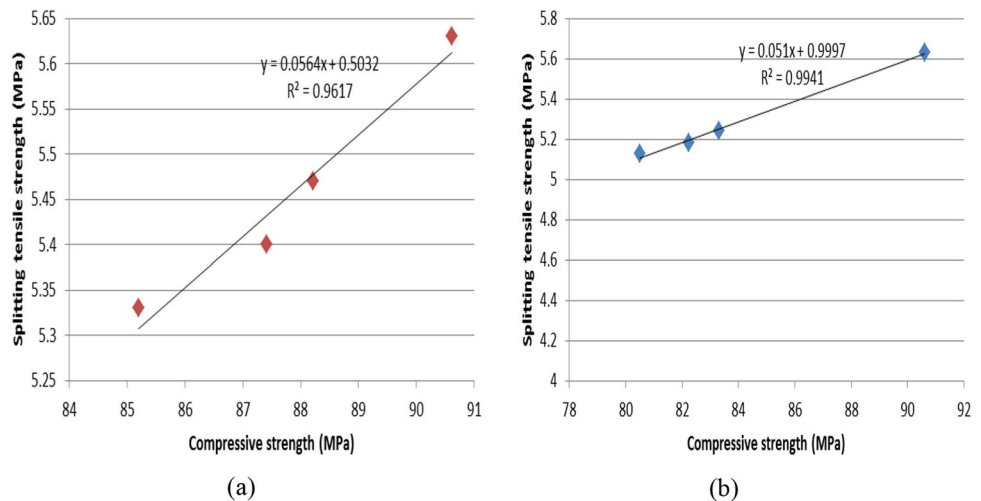 Splitting tensile strength (MPa)
5.65
5.6
5.55
5.5
5.45
5.4
5.35
5.3
5.25
y = 0.0564x + 0.5032
R² = 0.9617
84 85 86 87 88 89 90 91
Compressive strength (MPa)
(a)
Splitting tensile strength (MPa)
5.8
5.6
5.4
5.2
5
4.8
4.6
4.4
4.2
4
y = 0.051x + 0.9997
R² = 0.9941
78 80 82 84 86 88 90 92
Compressive strength (MPa)
(b)